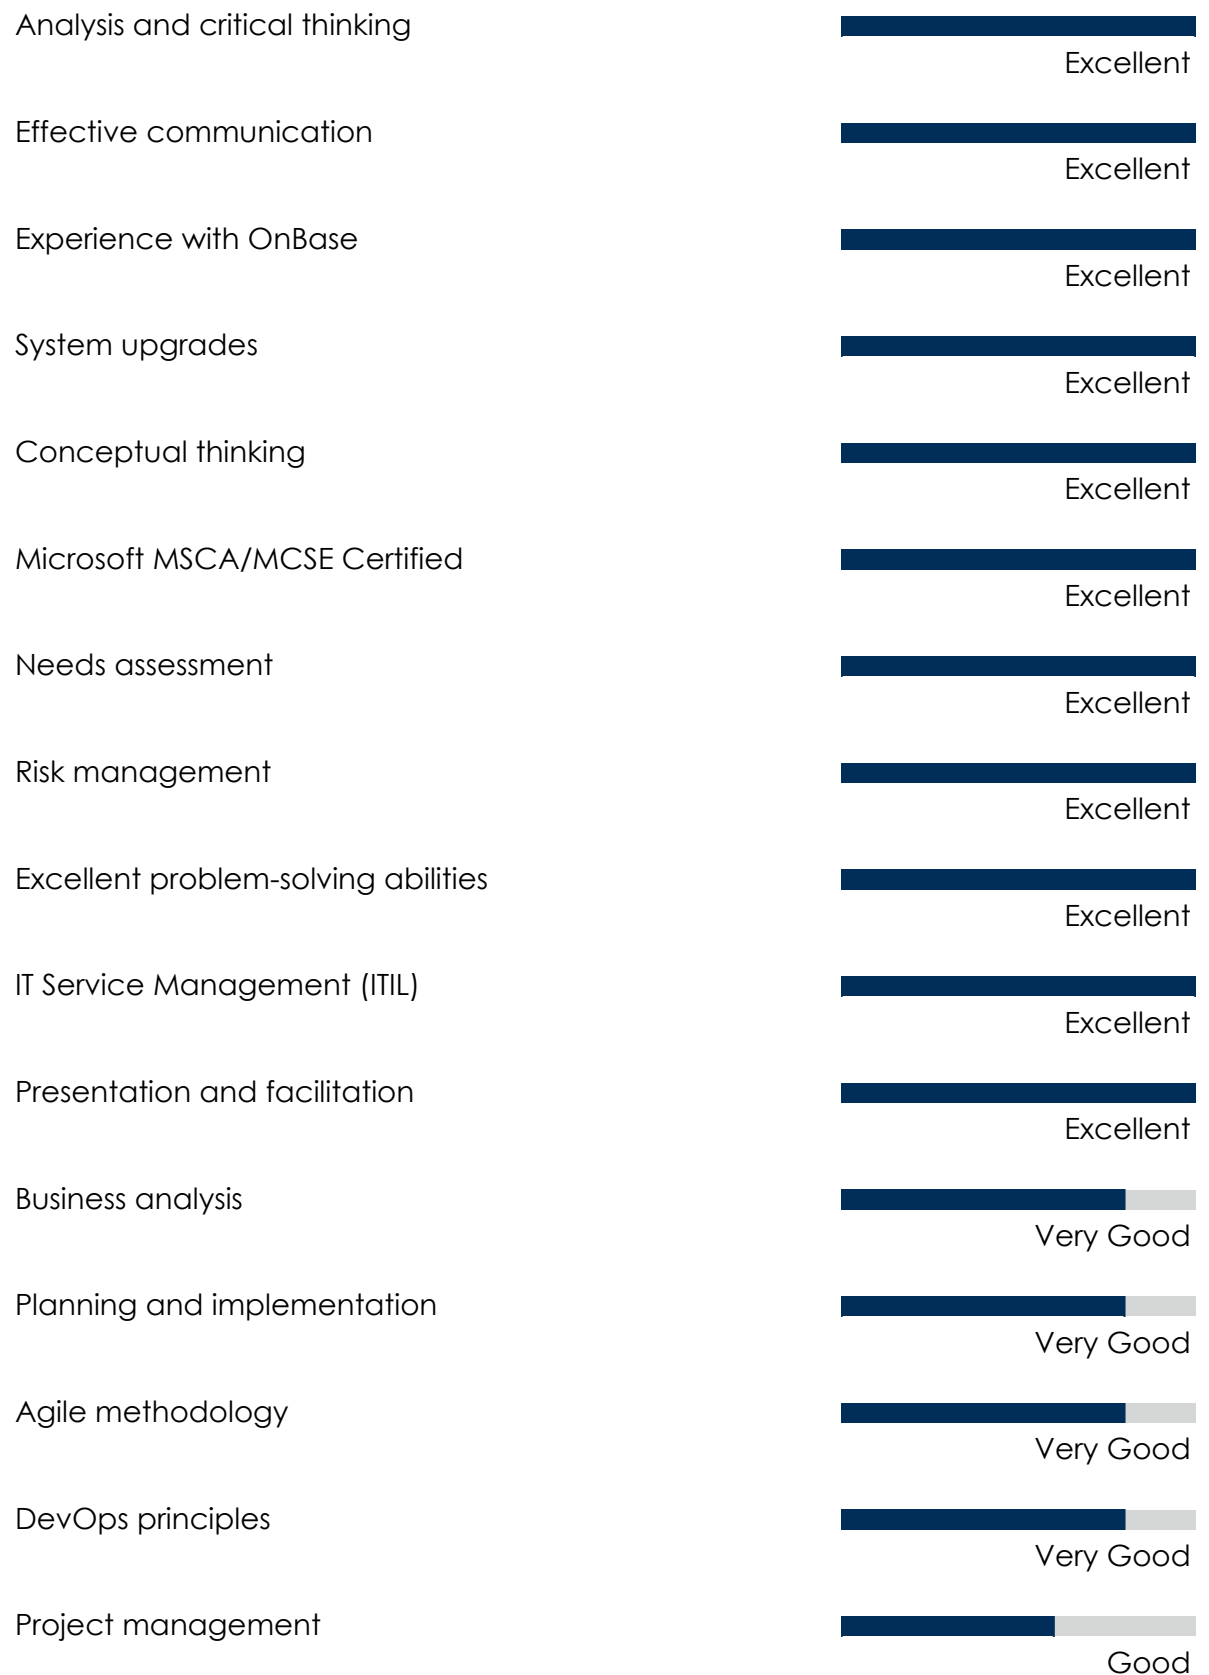 Analysis and critical thinking
Excellent
Effective communication
Excellent
Experience with OnBase
Excellent
System upgrades
Excellent
Conceptual thinking
Excellent
Microsoft MSCA/MCSE Certified
Excellent
Needs assessment
Excellent
Risk management
Excellent
Excellent problem-solving abilities
Excellent
IT Service Management (ITIL)
Excellent
Presentation and facilitation
Excellent
Business analysis
Very Good
Planning and implementation
Very Good
Agile methodology
Very Good
DevOps principles
Very Good
Project management
Good